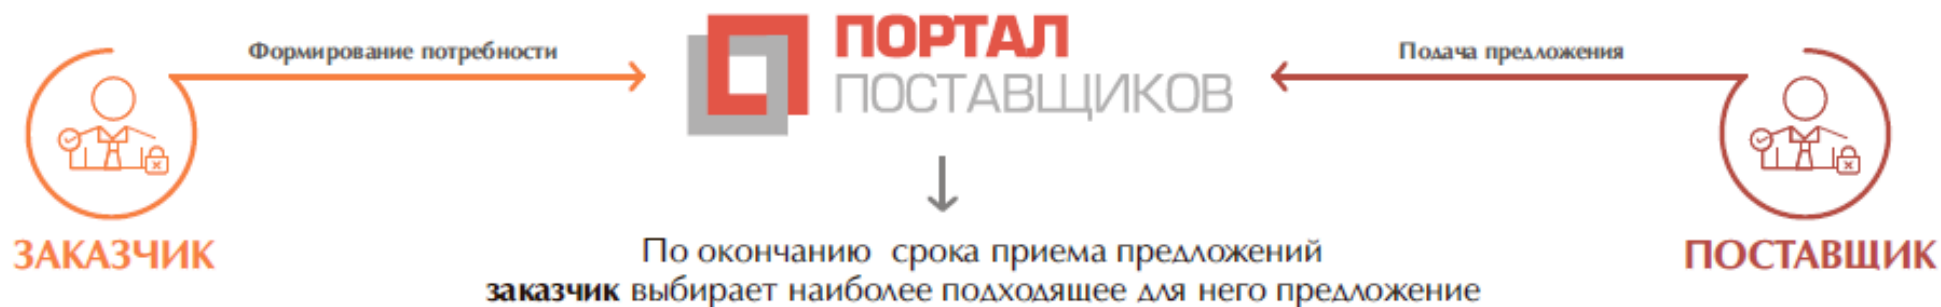 Формирование потребности
ПОРТАЛ
ПОСТАВЩИКОВ
Подача предложения
ЗАКАЗЧИК
ПОСТАВЩИК
По окончанию срока приема предложений
заказчик выбирает наиболее подходящее для него предложение